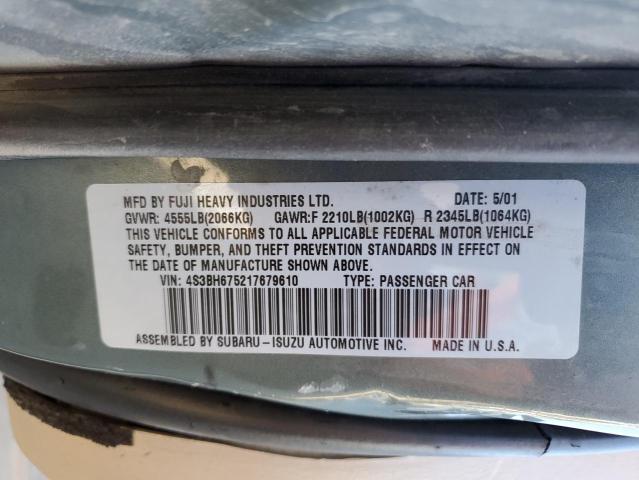 MFD BY FUJI HEAVY INDUSTRIES LTD. DATE: 5/01
GVWR: 4555LB(2066KG) GAWR:F 2210LB(1002KG) R 2345LB(1064KG)
THIS VEHICLE CONFORMS TO ALL APPLICABLE FEDERAL MOTOR VEHICLE
SAFETY, BUMPER, AND THEFT PREVENTION STANDARDS IN EFFECT ON
THE DATE OF MANUFACTURE SHOWN ABOVE.
VIN: 4S3BH675217679610 TYPE: PASSENGER CAR
ASSEMBLED BY SUBARU-ISUZU AUTOMOTIVE INC. MADE IN U.S.A.